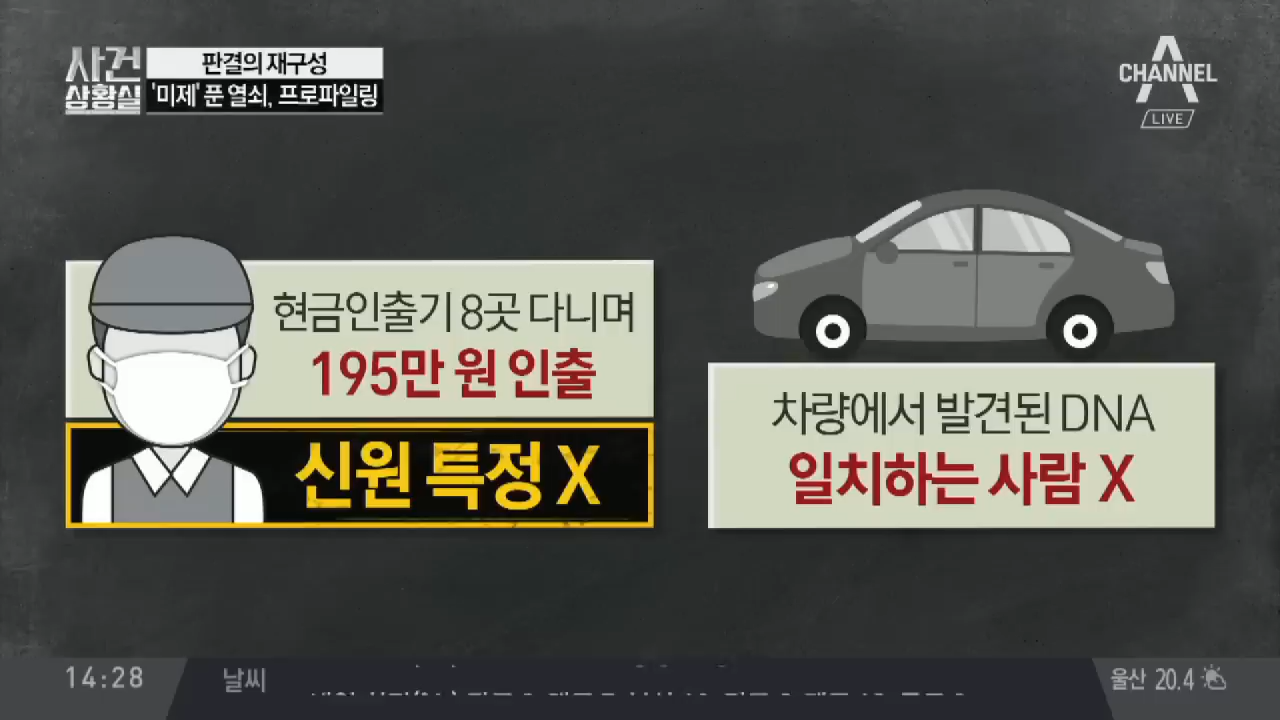 사건
상황실
판결의 재구성
'미제' 푼 열쇠, 프로파일링
CHANNEL A
LIVE
현금인출기 8곳 다니며
195만 원 인출
신원 특정 X
차량에서 발견된 DNA
일치하는 사람 X
14:28
날씨
울산 20.4